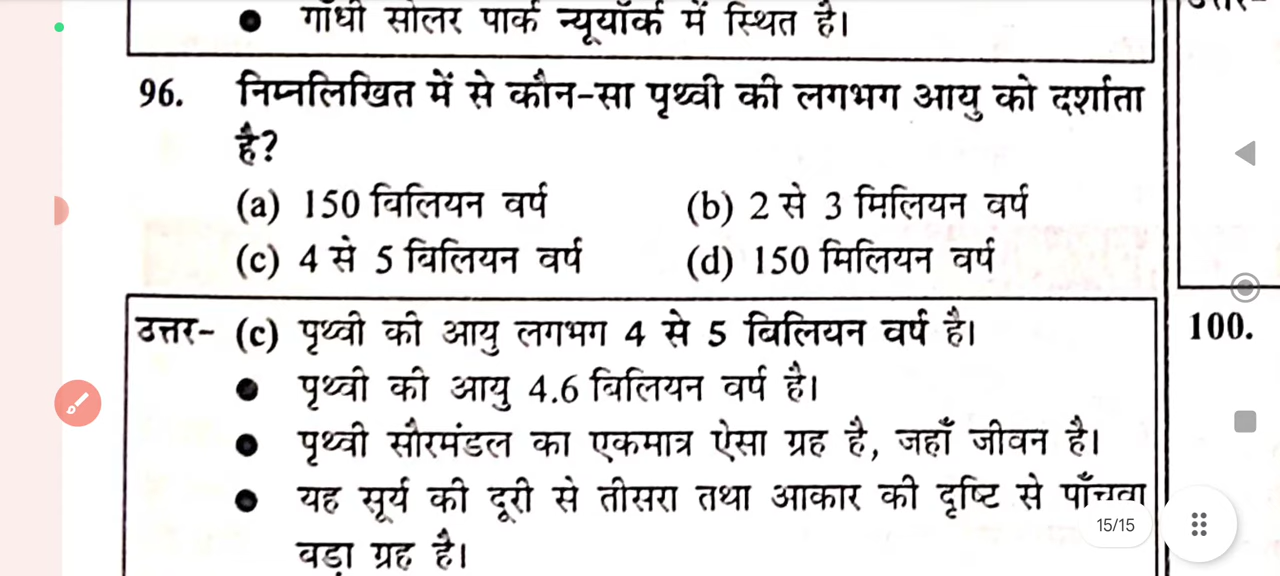 • गाँधी सोलर पार्क न्यूयॉर्क में स्थित है।
96. निम्नलिखित में से कौन-सा पृथ्वी की लगभग आयु को दर्शाता
है?
(a) 150 बिलियन वर्ष (b) 2 से 3 मिलियन वर्ष
(c) 4 से 5 बिलियन वर्ष (d) 150 मिलियन वर्ष
उत्तर- (c) पृथ्वी की आयु लगभग 4 से 5 बिलियन वर्ष है।
• पृथ्वी की आयु 4.6 बिलियन वर्ष है।
• पृथ्वी सौरमंडल का एकमात्र ऐसा ग्रह है, जहाँ जीवन है।
• यह सूर्य की दूरी से तीसरा तथा आकार की दृष्टि से पाँचवा
बड़ा ग्रह है।
100.
15/15